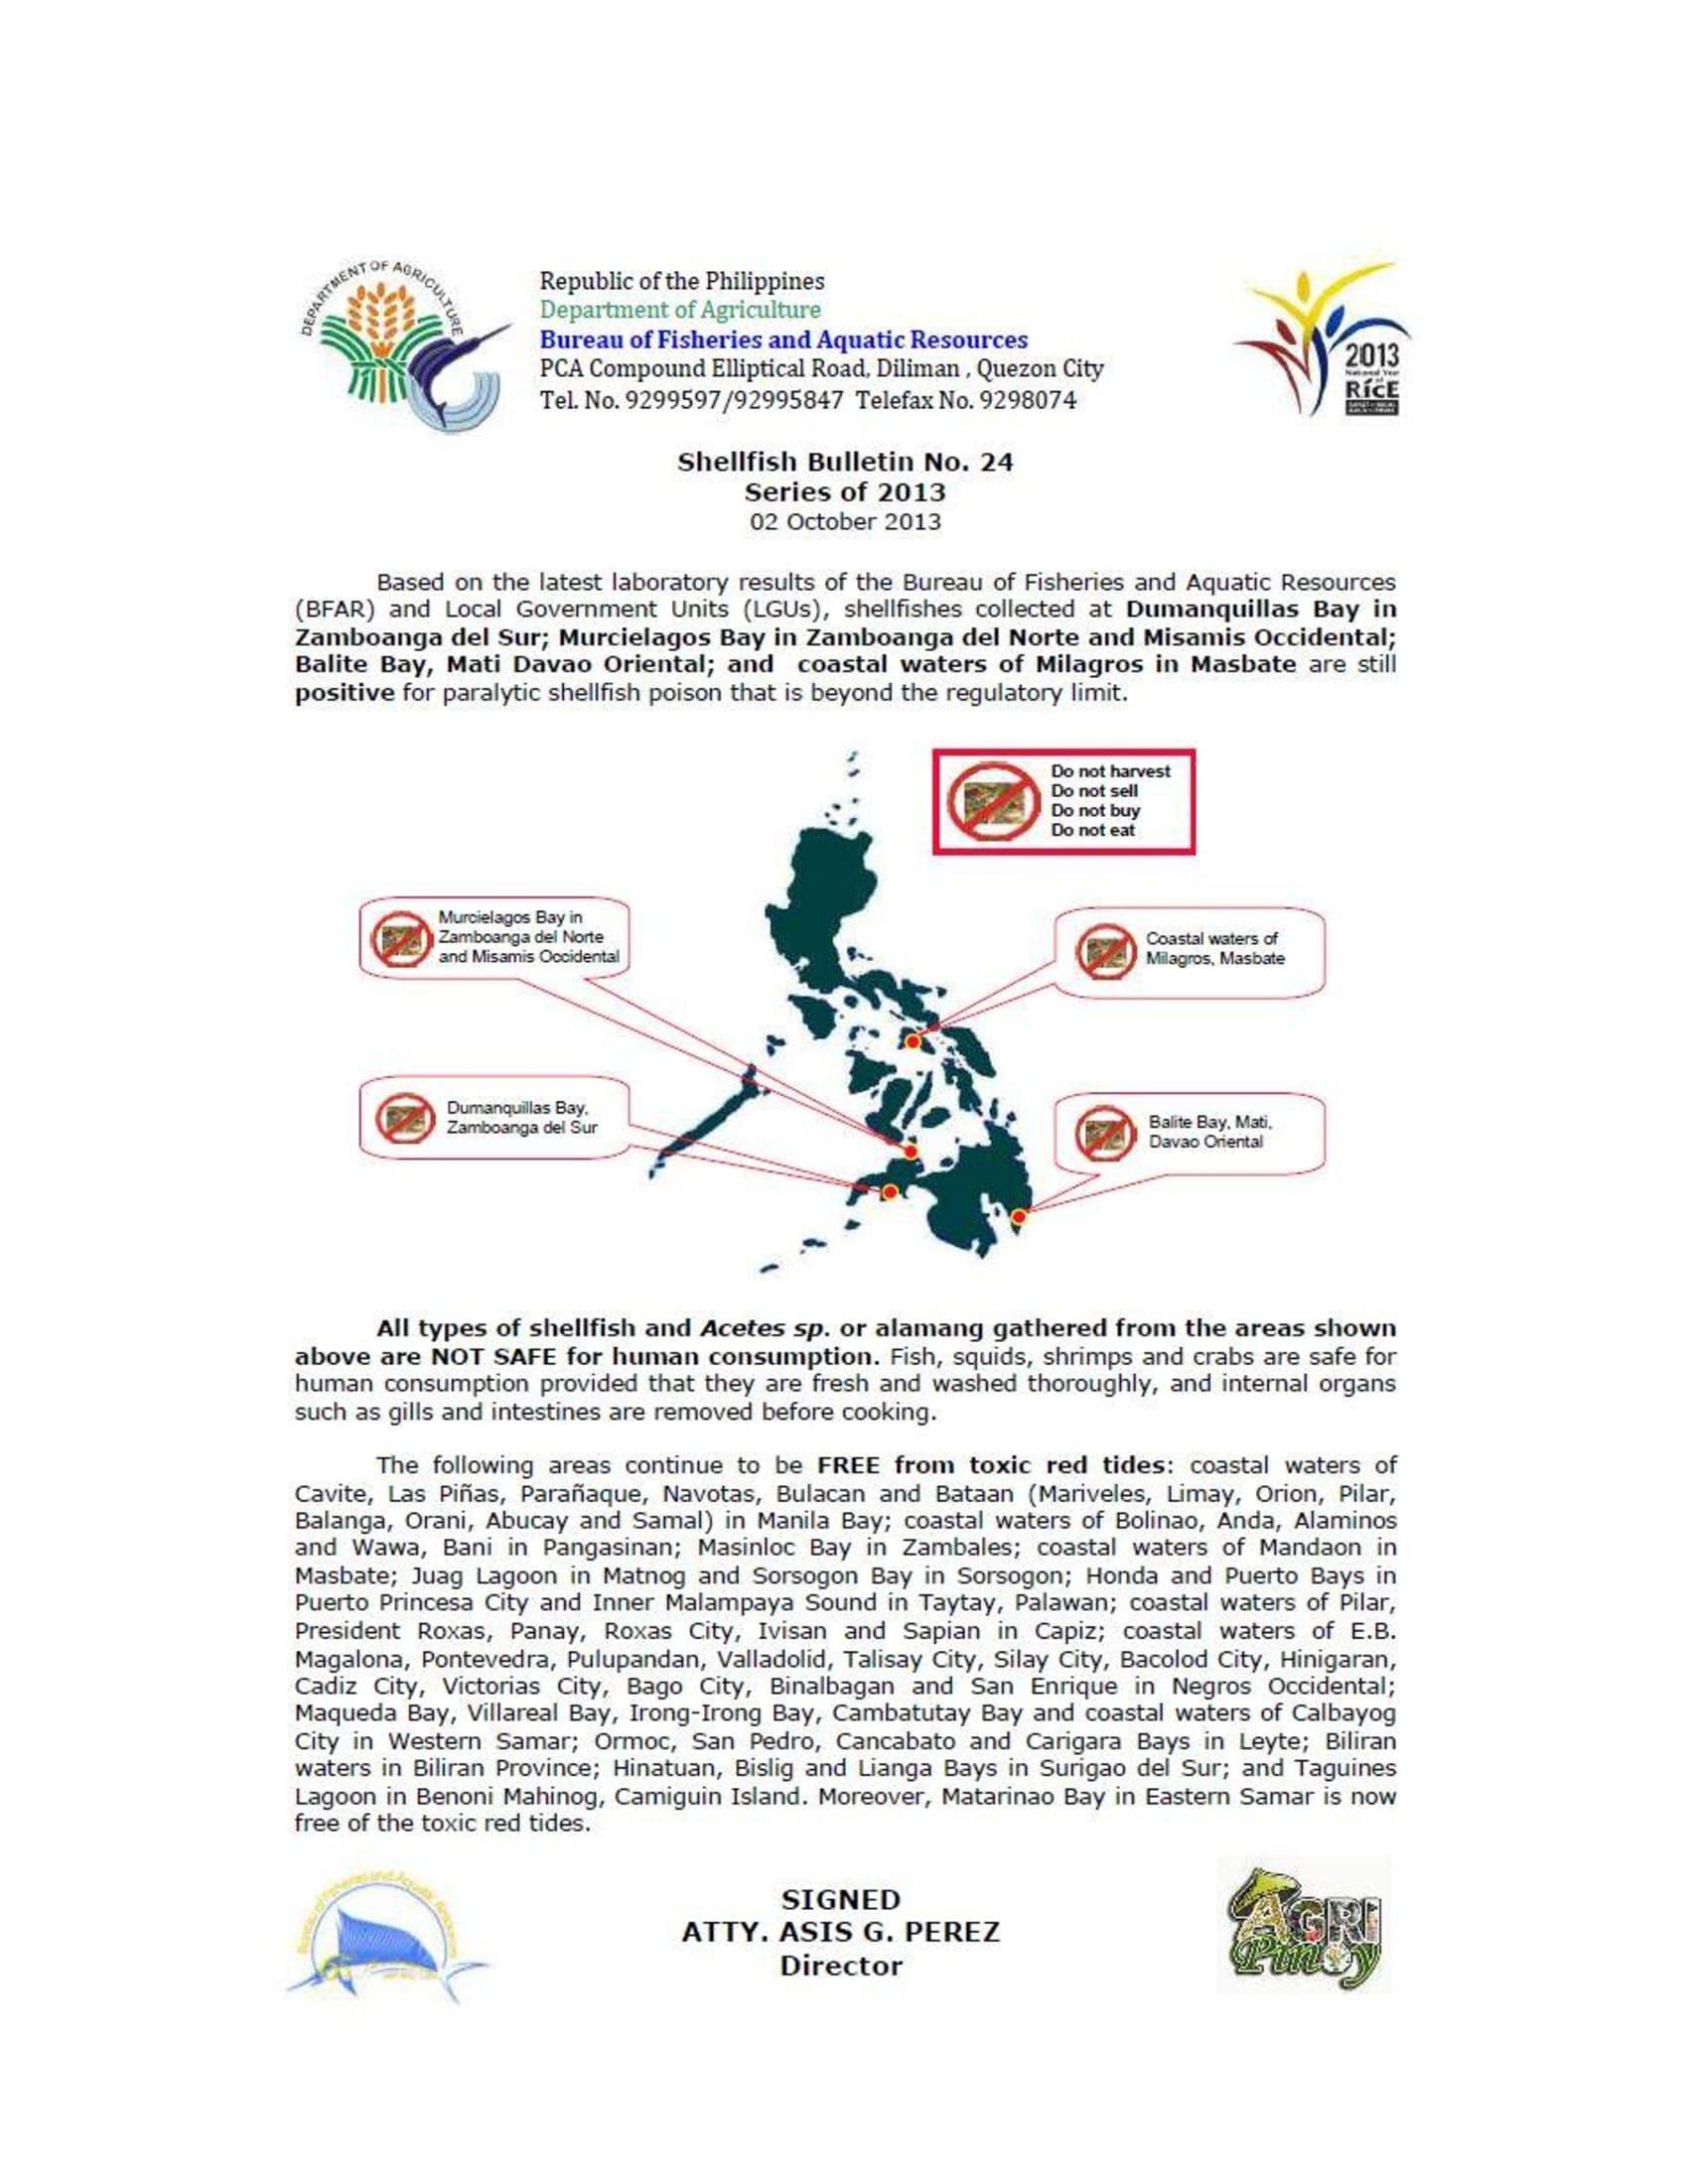 DEPARTMENT OF AGRICULTURE
Republic of the Philippines
Department of Agriculture
Bureau of Fisheries and Aquatic Resources
PCA Compound Elliptical Road, Diliman , Quezon City
Tel. No. 9299597/92995847 Telefax No. 9298074
2013
National Year
of
RíCE
Shellfish Bulletin No. 24
Series of 2013
02 October 2013
Based on the latest laboratory results of the Bureau of Fisheries and Aquatic Resources
(BFAR) and Local Government Units (LGUs), shellfishes collected at Dumanquillas Bay in
Zamboanga del Sur; Murcielagos Bay in Zamboanga del Norte and Misamis Occidental;
Balite Bay, Mati Davao Oriental; and coastal waters of Milagros in Masbate are still
positive for paralytic shellfish poison that is beyond the regulatory limit.
Do not harvest
Do not sell
Do not buy
Do not eat
Murcielagos Bay in
Zamboanga del Norte
and Misamis Occidental
Coastal waters of
Milagros, Masbate
Dumanquillas Bay,
Zamboanga del Sur
Balite Bay, Mati,
Davao Oriental
All types of shellfish and Acetes sp. or alamang gathered from the areas shown
above are NOT SAFE for human consumption. Fish, squids, shrimps and crabs are safe for
human consumption provided that they are fresh and washed thoroughly, and internal organs
such as gills and intestines are removed before cooking.
The following areas continue to be FREE from toxic red tides: coastal waters of
Cavite, Las Piñas, Parañaque, Navotas, Bulacan and Bataan (Mariveles, Limay, Orion, Pilar,
Balanga, Orani, Abucay and Samal) in Manila Bay; coastal waters of Bolinao, Anda, Alaminos
and Wawa, Bani in Pangasinan; Masinloc Bay in Zambales; coastal waters of Mandaon in
Masbate; Juag Lagoon in Matnog and Sorsogon Bay in Sorsogon; Honda and Puerto Bays in
Puerto Princesa City and Inner Malampaya Sound in Taytay, Palawan; coastal waters of Pilar,
President Roxas, Panay, Roxas City, Ivisan and Sapian in Capiz; coastal waters of E.B.
Magalona, Pontevedra, Pulupandan, Valladolid, Talisay City, Silay City, Bacolod City, Hinigaran,
Cadiz City, Victorias City, Bago City, Binalbagan and San Enrique in Negros Occidental;
Maqueda Bay, Villareal Bay, Irong-Irong Bay, Cambatutay Bay and coastal waters of Calbayog
City in Western Samar; Ormoc, San Pedro, Cancabato and Carigara Bays in Leyte; Biliran
waters in Biliran Province; Hinatuan, Bislig and Lianga Bays in Surigao del Sur; and Taguines
Lagoon in Benoni Mahinog, Camiguin Island. Moreover, Matarinao Bay in Eastern Samar is now
free of the toxic red tides.
Bureau of Fisheries and Aquatic Resources
SIGNED
ATTY. ASIS G. PEREZ
Director
AGRI
Pinoy